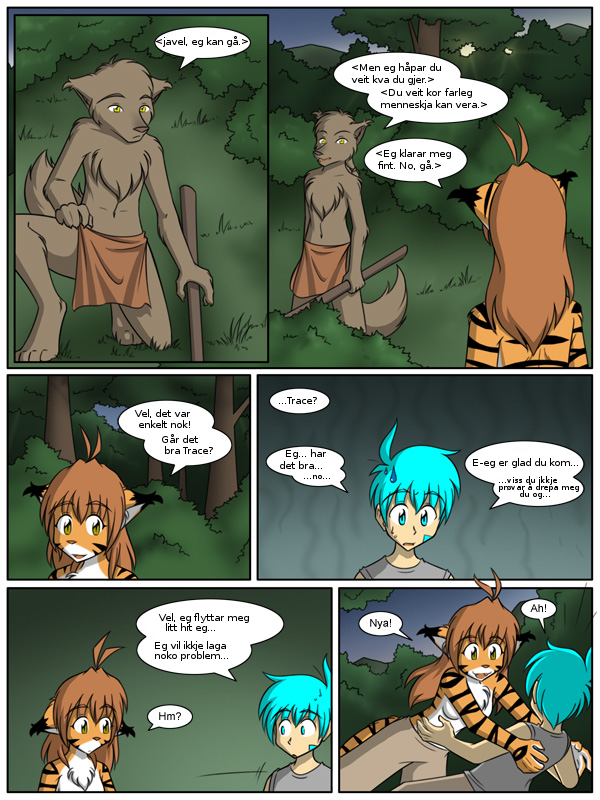 <javel, eg kan gå.>
<Men eg håpar du
veit kva du gjer.>
<Du veit kor farleg
menneskja kan vera.>
<Eg klarar meg
fint. No, gå.>
Vel, det var
enkelt nok!
Går det
bra Trace?
...Trace?
Eg... har
det bra...
...no...
E-eg er glad du kom...
...viss du ikkje
prøvar å drepa meg
du og...
Vel, eg flyttar meg
litt hit eg...
Eg vil ikkje laga
noko problem...
Hm?
Nya!
Ah!